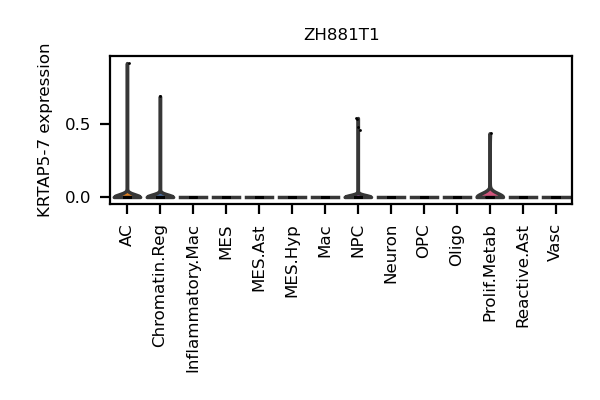 ZH881T1
KRTAP5-7 expression
0.5
0.0
AC
Chromatin.Reg
Inflammatory.Mac
MES
MES.Ast
MES.Hyp
Mac
NPC
Neuron
OPC
Oligo
Prolif.Metab
Reactive.Ast
Vasc